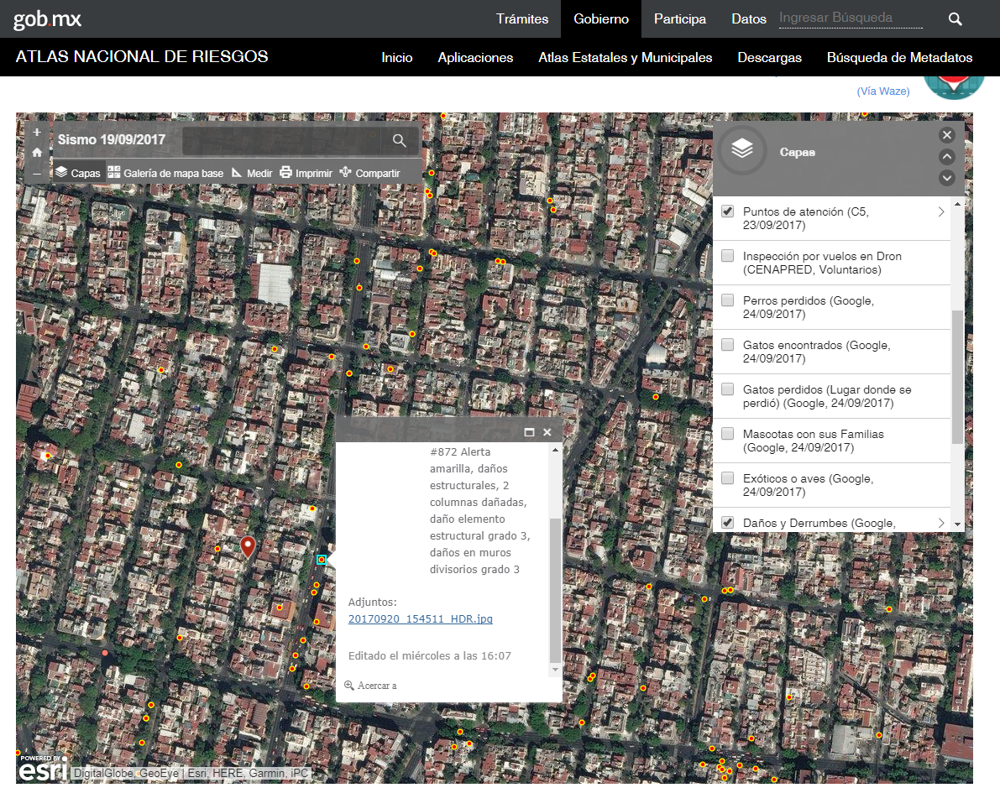 gob.mx
Trámites
Gobierno
Participa
Datos
Ingresar Búsqueda
ATLAS NACIONAL DE RIESGOS
Inicio
Aplicaciones
Atlas Estatales y Municipales
Descargas
Búsqueda de Metadatos
(Vía Waze)
Sismo 19/09/2017
Capas
Galería de mapa base
Medir
Imprimir
Compartir
Capas
Puntos de atención (C5,
23/09/2017)
Inspección por vuelos en Dron
(CENAPRED, Voluntarios)
Perros perdidos (Google,
24/09/2017)
Gatos encontrados (Google,
24/09/2017)
Gatos perdidos (Lugar donde se
perdió) (Google, 24/09/2017)
Mascotas con sus Familias
(Google, 24/09/2017)
Exóticos o aves (Google,
24/09/2017)
Daños y Derrumbes (Google,
#872 Alerta
amarilla, daños
estructurales, 2
columnas dañadas,
daño elemento
estructural grado 3,
daños en muros
divisorios grado 3
Adjuntos:
20170920_154511_HDR.jpg
Editado el miércoles a las 16:07
Acercar a
POWERED BY
esri
DigitalGlobe, GeoEye | Esri, HERE, Garmin, iPC